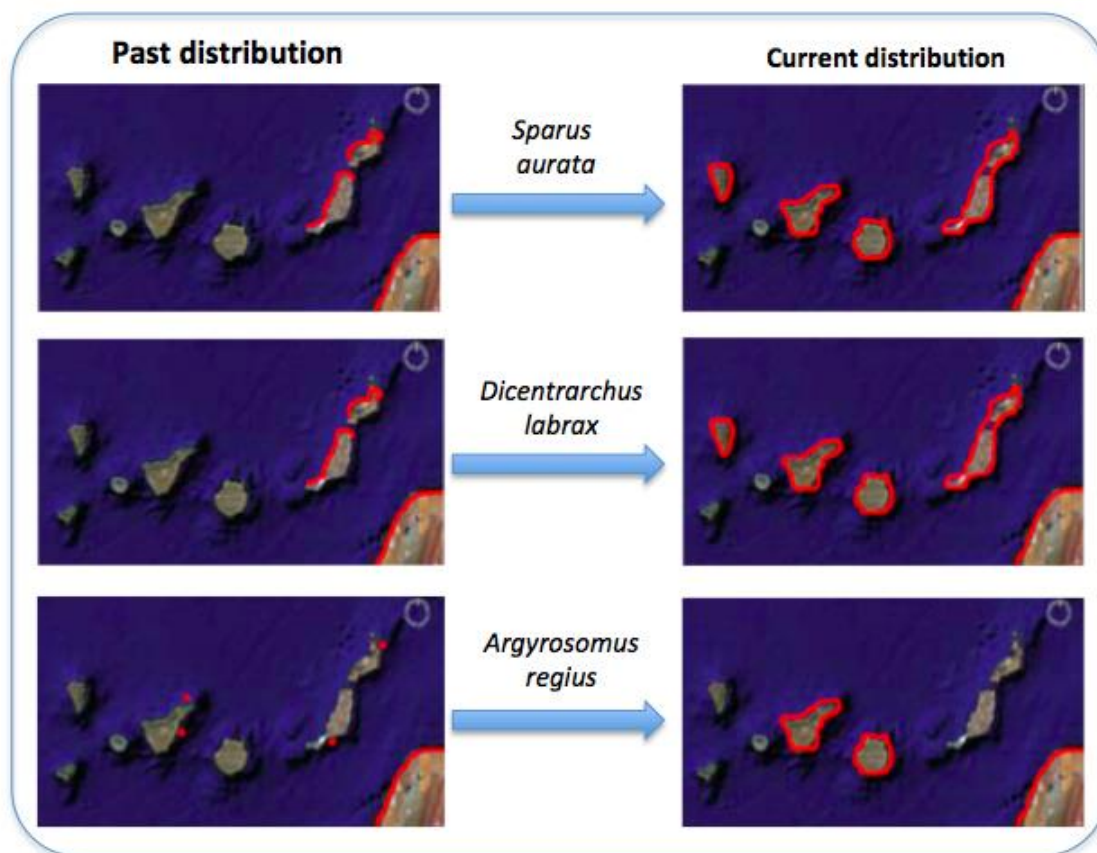 Past distribution
Current distribution
Sparus
aurata
Dicentrarchus
labrax
Argyrosomus
regius